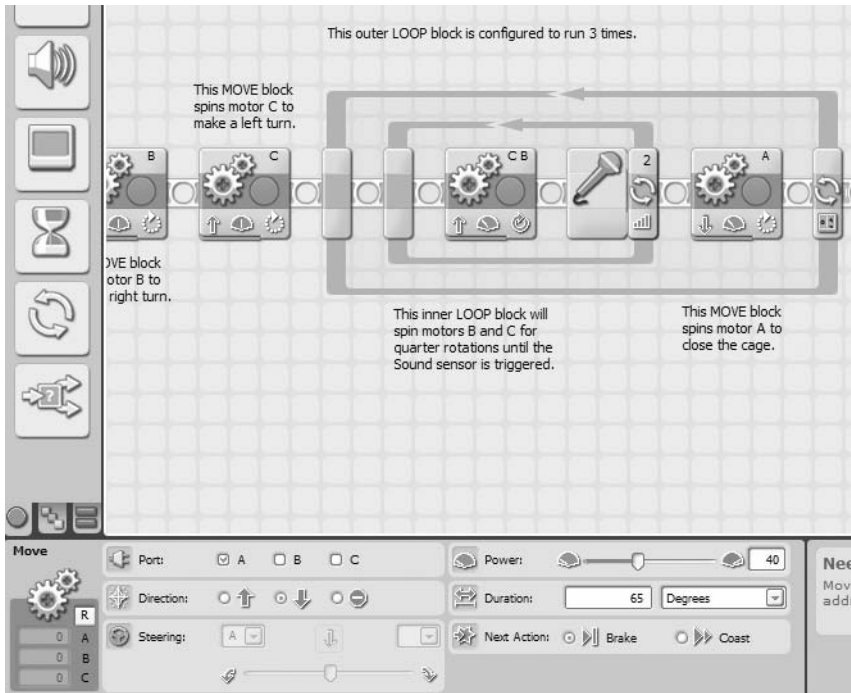 This outer LOOP block is configured to run 3 times.
This MOVE block
spins motor C to
make a left turn.
B
C
C B
2
A
OVE block
otor B to
right turn.
This inner LOOP block will
spin motors B and C for
quarter rotations until the
Sound sensor is triggered.
This MOVE block
spins motor A to
close the cage.
Move
R
0 A
0 B
0 C
Port: A B C
Direction:
Steering: A
Power: 40
Duration: 65 Degrees
Next Action: Brake Coast
Nee
Mov
addi